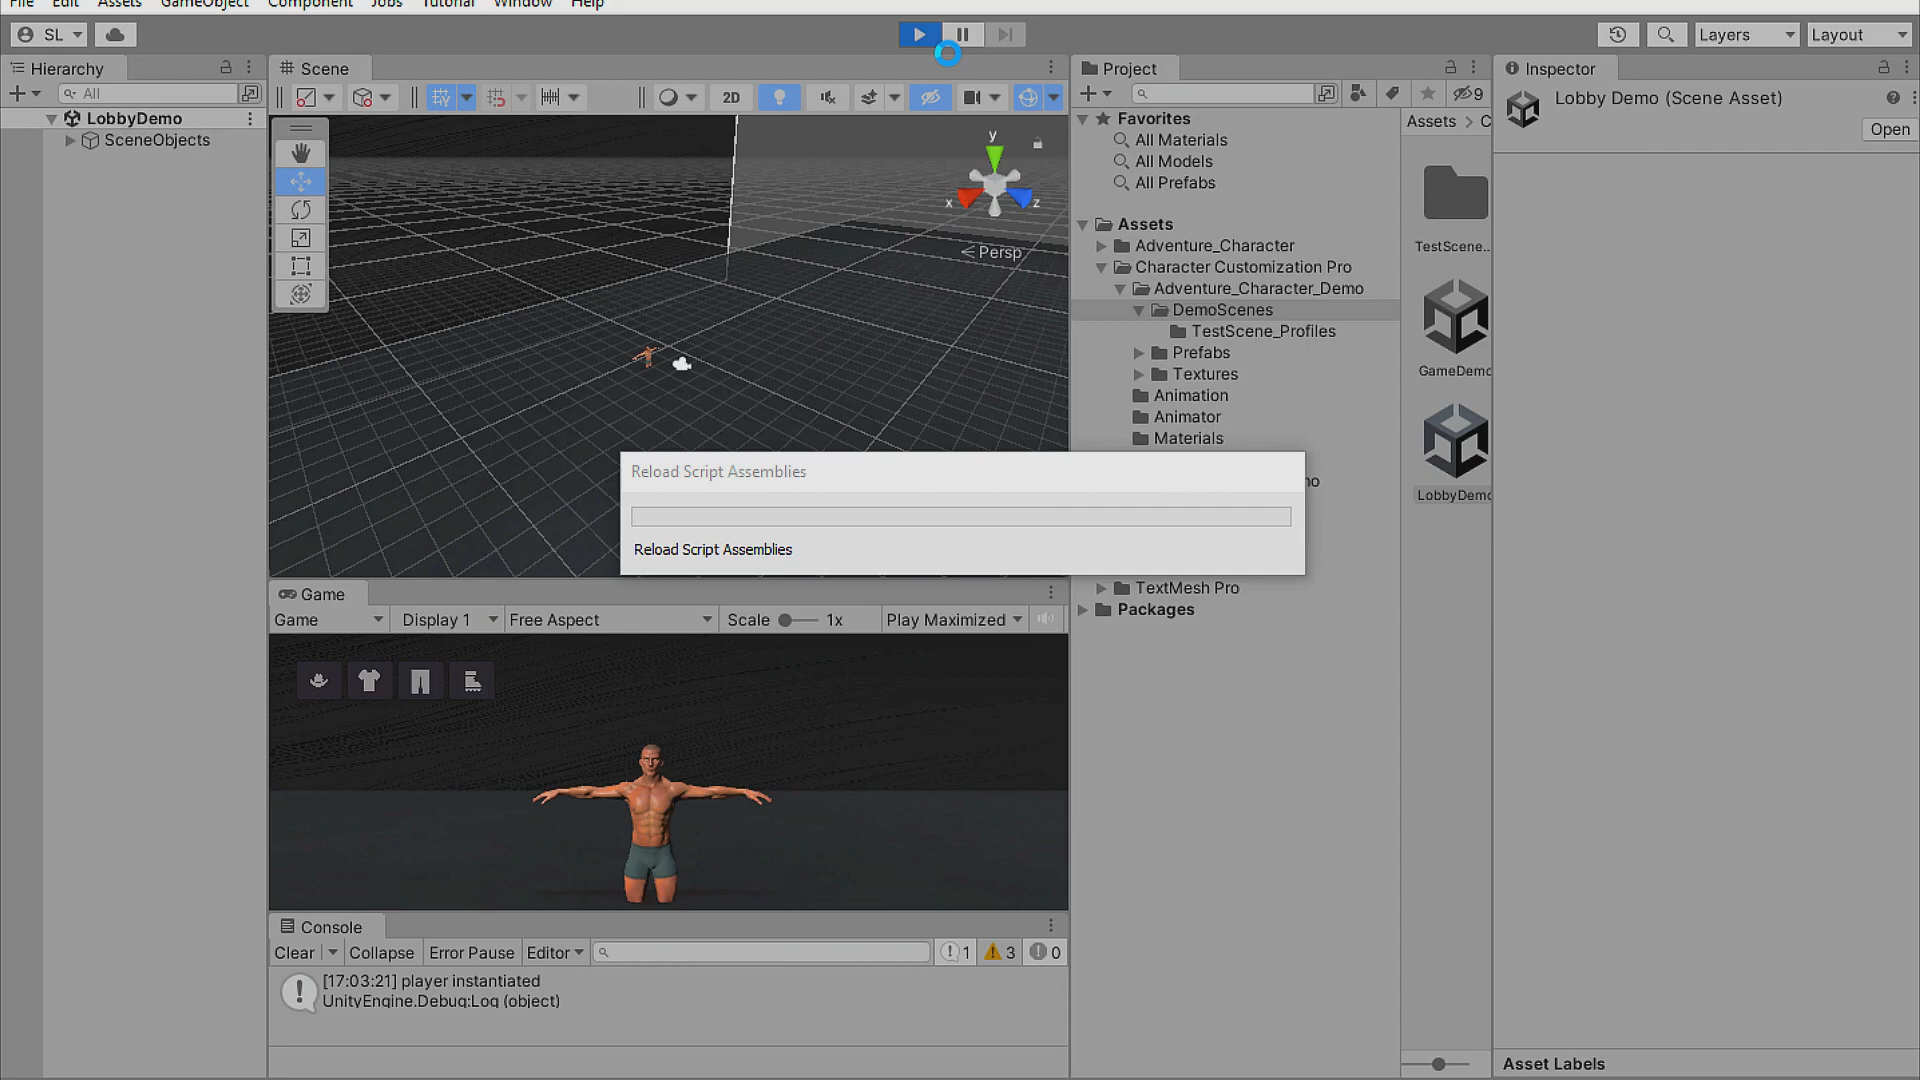 File Edit Assets GameObject Component Jobs Tutorial Window Help
SL
Layers
Layout
Hierarchy
All
LobbyDemo
SceneObjects
Scene
2D
y
x
z
Persp
Reload Script Assemblies
Reload Script Assemblies
Game
Game
Display 1
Free Aspect
Scale
1x
Play Maximized
Console
Clear
Collapse
Error Pause
Editor
1
3
0
[17:03:21] player instantiated
UnityEngine.Debug:Log (object)
Project
9
Favorites
All Materials
All Models
All Prefabs
Assets
Adventure_Character
Character Customization Pro
Adventure_Character_Demo
DemoScenes
TestScene_Profiles
Prefabs
Textures
Animation
Animator
Materials
TextMesh Pro
Packages
Assets > C
TestScene..
GameDemo
LobbyDemo
Inspector
Lobby Demo (Scene Asset)
Open
Asset Labels